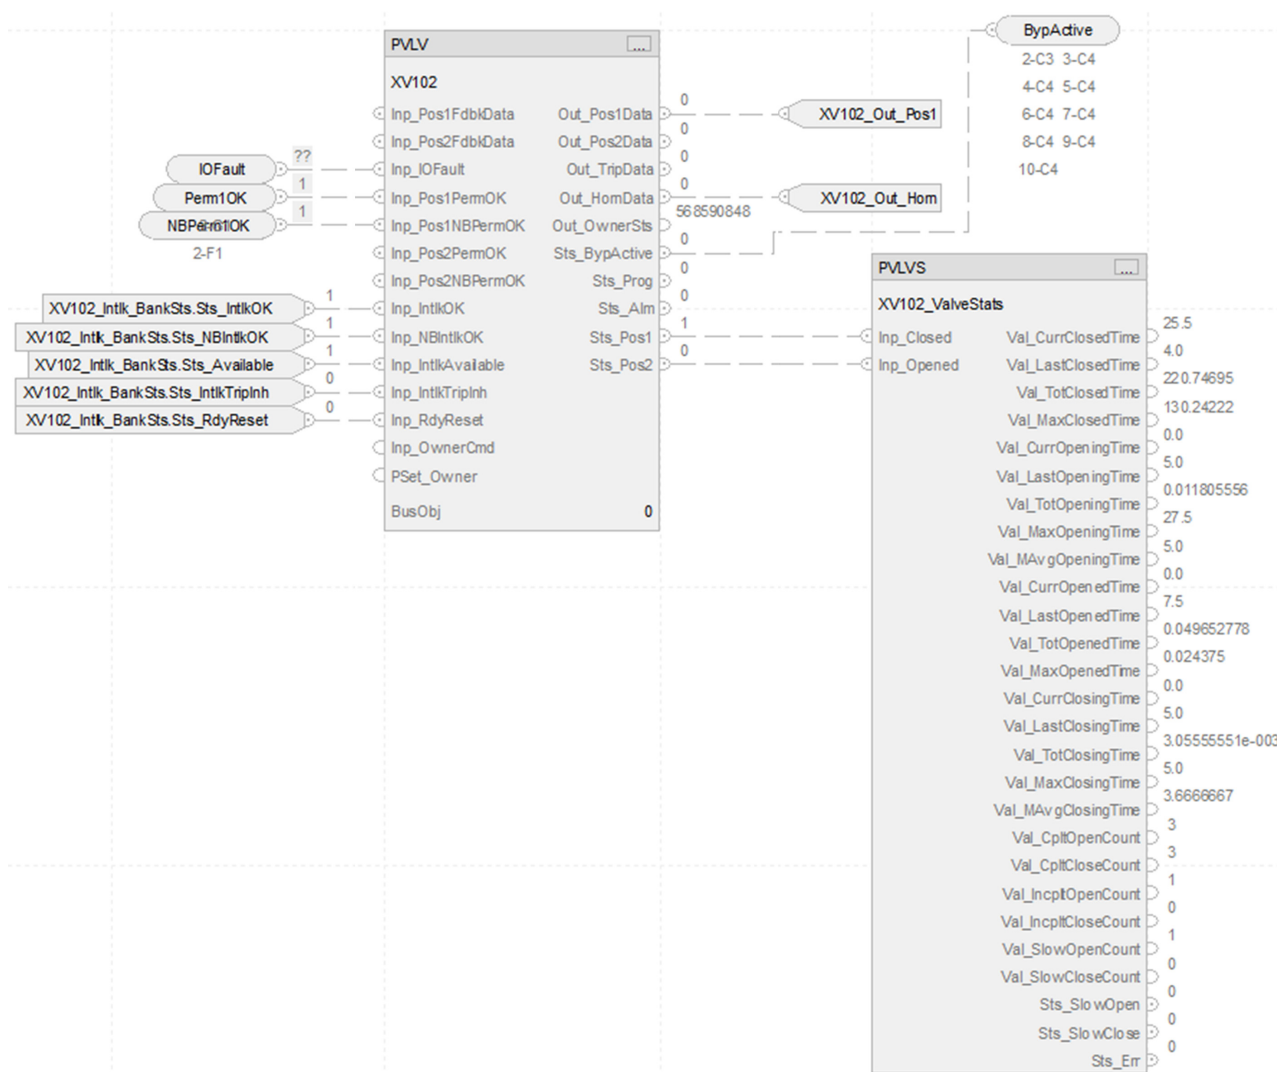 BypActive
2-C3 3-C4
4-C4 5-C4
6-C4 7-C4
8-C4 9-C4
10-C4
PVLV ...
XV102
Inp_Pos1FdbkData Out_Pos1Data 0
XV102_Out_Pos1
Inp_Pos2FdbkData Out_Pos2Data 0
IOFault ?? Inp_IOFault Out_TripData 0
Perm1OK 1 Inp_Pos1PermOK Out_HornData 0
XV102_Out_Horn
NBPerm1OK 1 Inp_Pos1NBPermOK Out_OwnerSts 568590848
2-F1
Inp_Pos2PermOK Sts_BypActive 0
Inp_Pos2NBPermOK Sts_Prog 0
XV102_Intlk_BankSts.Sts_IntlkOK 1 Inp_IntlkOK Sts_Alm 0
XV102_Intlk_BankSts.Sts_NBIntlkOK 1 Inp_NBIntlkOK Sts_Pos1 1
XV102_Intlk_BankSts.Sts_Available 1 Inp_IntlkAvailable Sts_Pos2 0
XV102_Intlk_BankSts.Sts_IntlkTripInh 0 Inp_IntlkTripInh
XV102_Intlk_BankSts.Sts_RdyReset 0 Inp_RdyReset
Inp_OwnerCmd
PSet_Owner
BusObj 0
PVLVS ...
XV102_ValveStats
Inp_Closed Val_CurrClosedTime 25.5
Inp_Opened Val_LastClosedTime 4.0
Val_TotClosedTime 220.74695
Val_MaxClosedTime 130.24222
Val_CurrOpeningTime 0.0
Val_LastOpeningTime 5.0
Val_TotOpeningTime 0.011805556
Val_MaxOpeningTime 27.5
Val_MAvgOpeningTime 5.0
Val_CurrOpenedTime 0.0
Val_LastOpenedTime 7.5
Val_TotOpenedTime 0.049652778
Val_MaxOpenedTime 0.024375
Val_CurrClosingTime 0.0
Val_LastClosingTime 5.0
Val_TotClosingTime 3.05555551e-003
Val_MaxClosingTime 5.0
Val_MAvgClosingTime 3.6666667
Val_CpltOpenCount 3
Val_CpltCloseCount 3
Val_IncpltOpenCount 1
Val_IncpltCloseCount 0
Val_SlowOpenCount 1
Val_SlowCloseCount 0
Sts_SlowOpen 0
Sts_SlowClose 0
Sts_Err 0